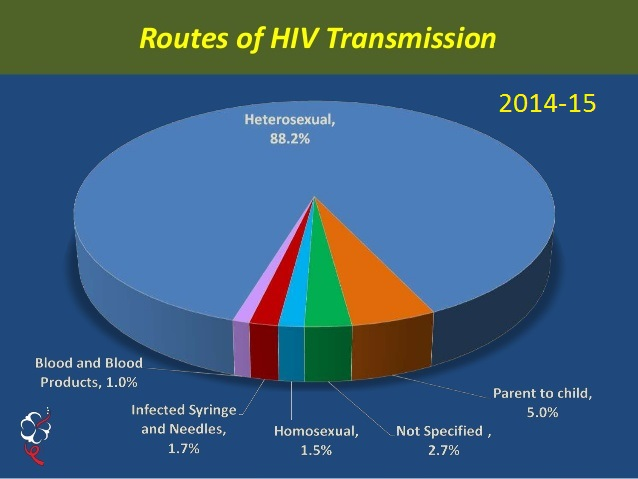 Routes of HIV Transmission
2014-15
Heterosexual,
88.2%
Blood and Blood
Products, 1.0%
Infected Syringe
and Needles,
1.7%
Homosexual,
1.5%
Not Specified ,
2.7%
Parent to child,
5.0%